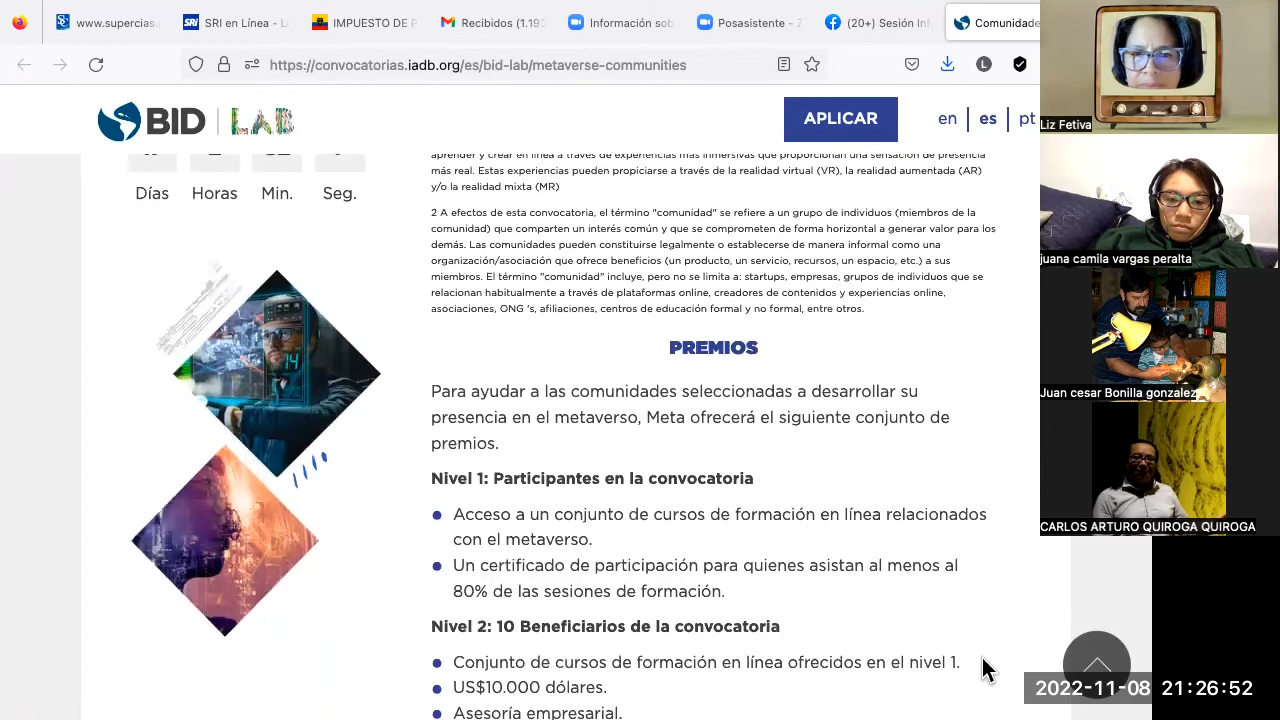 www.supercias.
SRI en Línea - L
IMPUESTO DE P
Recibidos (1.193
Información sob
Posasistente - Z
(20+) Sesión Inf
Comunidade
https://convocatorias.iadb.org/es/bid-lab/metaverse-communities
L
BID | LAB
APLICAR
en | es | pt
Días Horas Min. Seg.
aprender y crear en línea a través de experiencias más inmersivas que proporcionan una sensación de presencia
más real. Estas experiencias pueden propiciarse a través de la realidad virtual (VR), la realidad aumentada (AR)
y/o la realidad mixta (MR)
2 A efectos de esta convocatoria, el término "comunidad" se refiere a un grupo de individuos (miembros de la
comunidad) que comparten un interés común y que se comprometen de forma horizontal a generar valor para los
demás. Las comunidades pueden constituirse legalmente o establecerse de manera informal como una
organización/asociación que ofrece beneficios (un producto, un servicio, recursos, un espacio, etc.) a sus
miembros. El término "comunidad" incluye, pero no se limita a: startups, empresas, grupos de individuos que se
relacionan habitualmente a través de plataformas online, creadores de contenidos y experiencias online,
asociaciones, ONG 's, afiliaciones, centros de educación formal y no formal, entre otros.
PREMIOS
Para ayudar a las comunidades seleccionadas a desarrollar su
presencia en el metaverso, Meta ofrecerá el siguiente conjunto de
premios.
Nivel 1: Participantes en la convocatoria
Acceso a un conjunto de cursos de formación en línea relacionados
con el metaverso.
Un certificado de participación para quienes asistan al menos al
80% de las sesiones de formación.
Nivel 2: 10 Beneficiarios de la convocatoria
Conjunto de cursos de formación en línea ofrecidos en el nivel 1.
US$10.000 dólares.
Asesoría empresarial.
14
Liz Fetiva
juana camila vargas peralta
Juan cesar Bonilla gonzalez
CARLOS ARTURO QUIROGA QUIROGA
2022-11-08 21:26:52